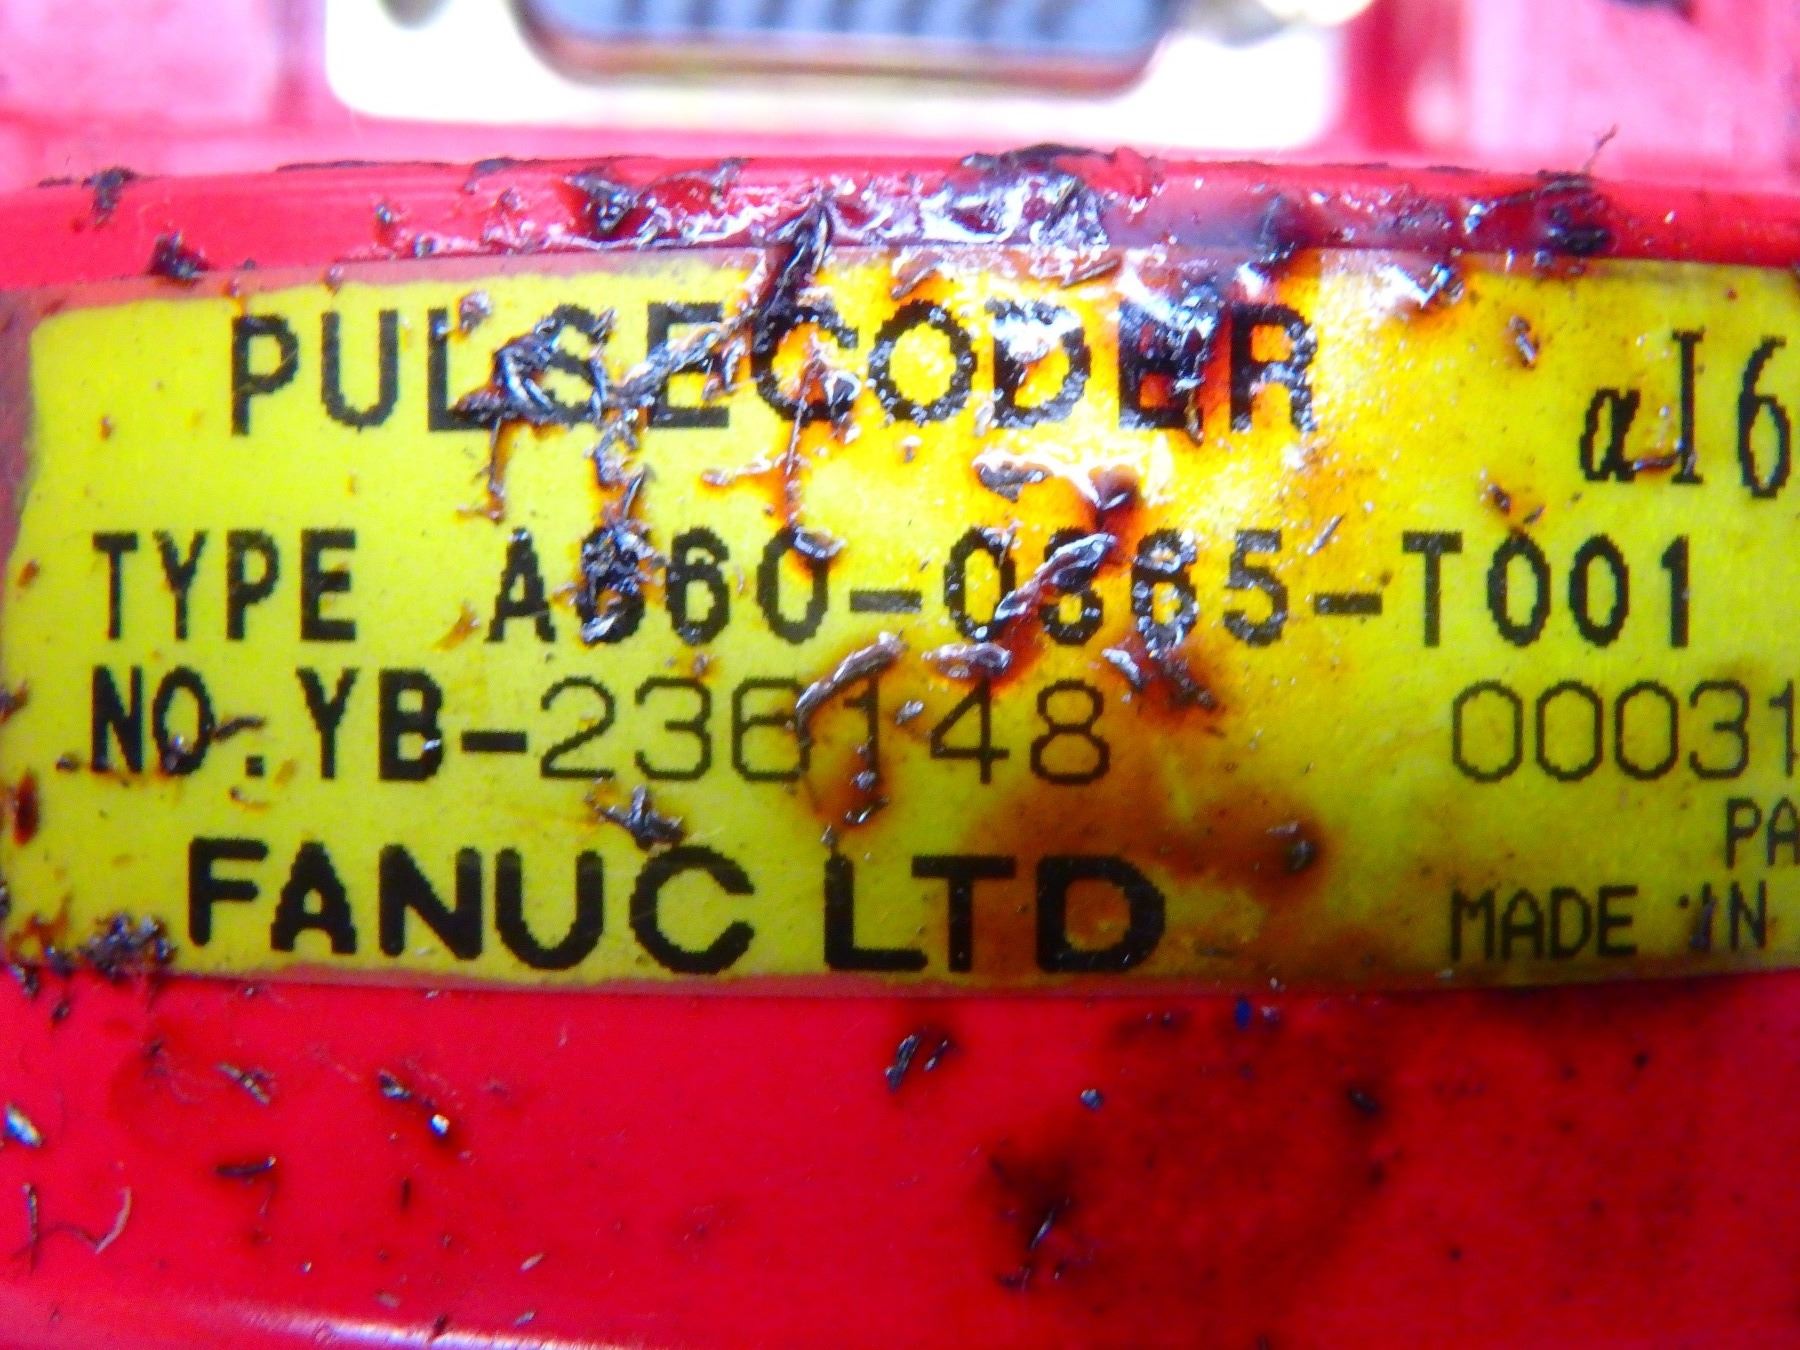 PULSECODER αI6
TYPE A860-0365-T001
NO.YB-236148 00031
PA
FANUC LTD MADE IN